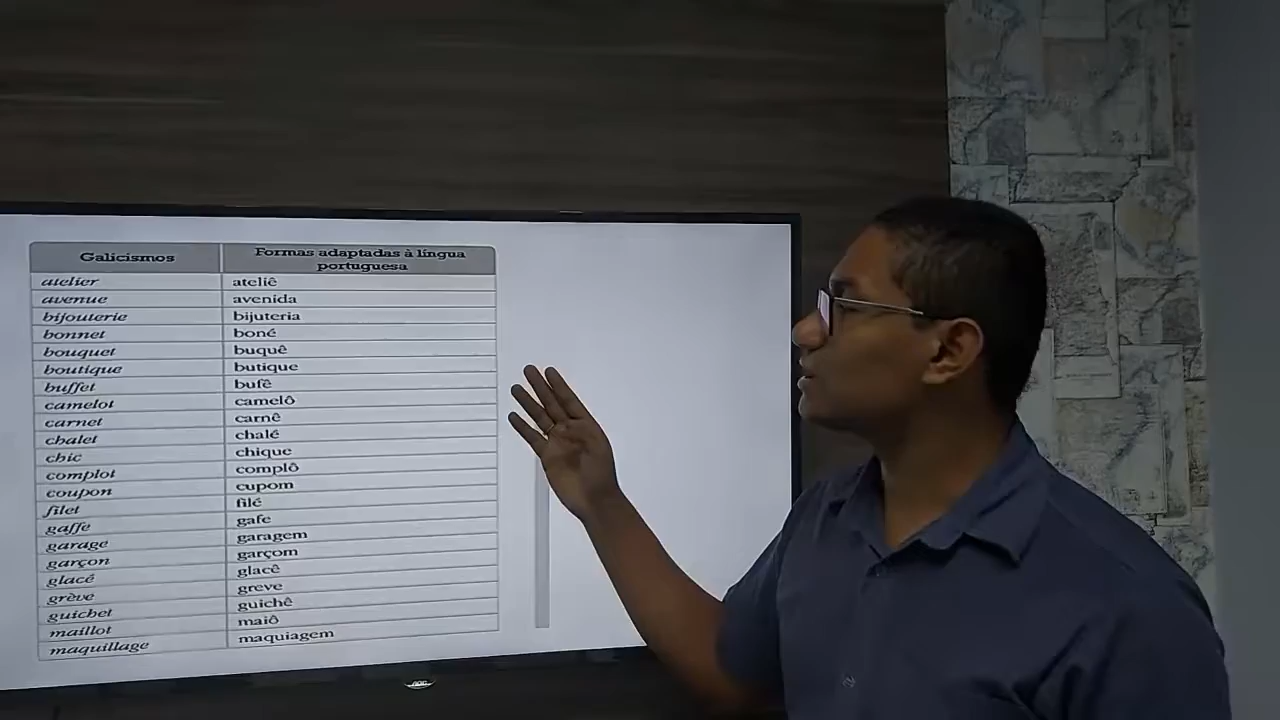 Galicismos Formas adaptadas à língua
portuguesa
atelier ateliê
avenue avenida
bijouterie bijuteria
bonnet boné
bouquet buquê
boutique butique
buffet bufê
camelot camelô
carnet carnê
chalet chalé
chic chique
complot complô
coupon cupom
filet filé
gaffe gafe
garage garagem
garçon garçom
glacé glacê
grève greve
guichet guichê
maillot maiô
maquillage maquiagem
AOC